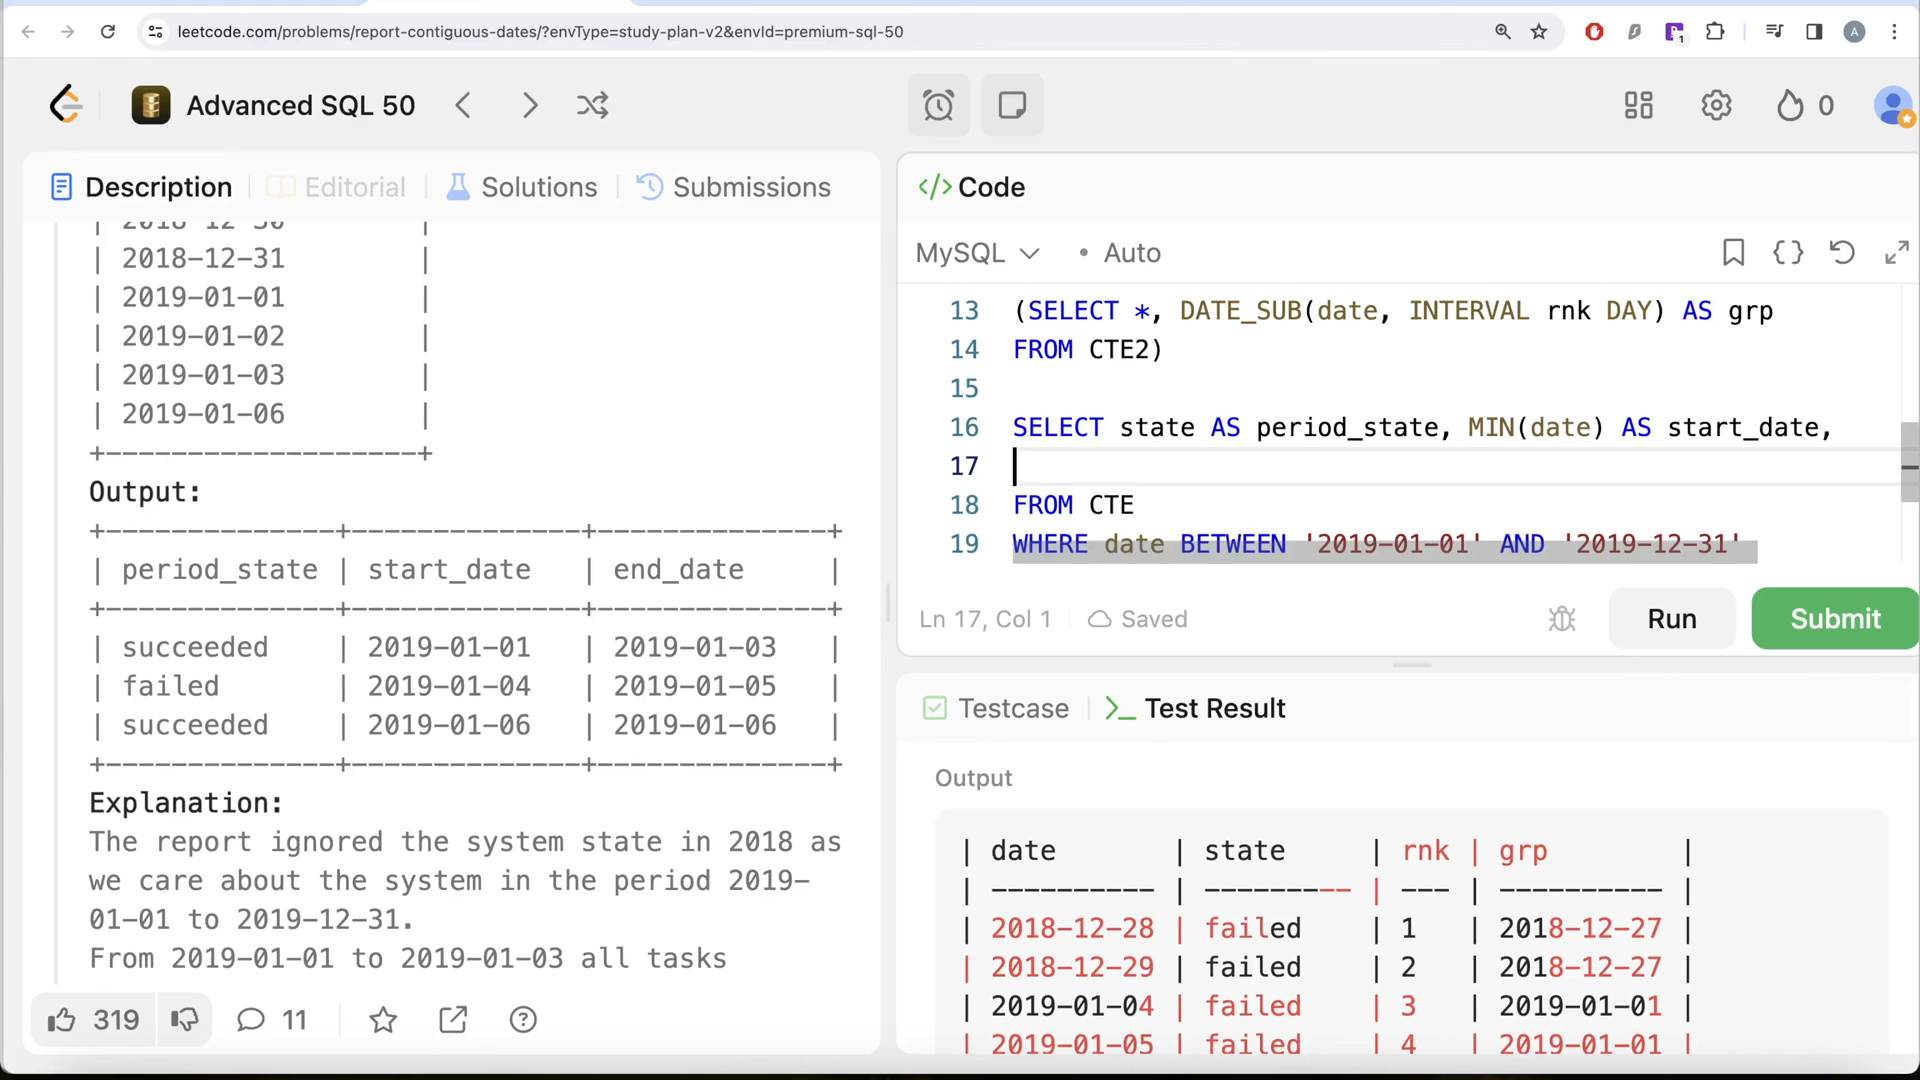 leetcode.com/problems/report-contiguous-dates/?envType=study-plan-v2&envId=premium-sql-50
1
A
Advanced SQL 50
0
Description
Editorial
Solutions
Submissions
| 2018-12-30 |
| 2018-12-31 |
| 2019-01-01 |
| 2019-01-02 |
| 2019-01-03 |
| 2019-01-06 |
+-------------------+
Output:
+--------------+--------------+--------------+
| period_state | start_date | end_date |
+--------------+--------------+--------------+
| succeeded | 2019-01-01 | 2019-01-03 |
| failed | 2019-01-04 | 2019-01-05 |
| succeeded | 2019-01-06 | 2019-01-06 |
+--------------+--------------+--------------+
Explanation:
The report ignored the system state in 2018 as
we care about the system in the period 2019-
01-01 to 2019-12-31.
From 2019-01-01 to 2019-01-03 all tasks
319
11
</> Code
MySQL
• Auto
13 (SELECT *, DATE_SUB(date, INTERVAL rnk DAY) AS grp
14 FROM CTE2)
15
16 SELECT state AS period_state, MIN(date) AS start_date,
17
18 FROM CTE
19 WHERE date BETWEEN '2019-01-01' AND '2019-12-31'
Ln 17, Col 1
Saved
Run
Submit
Testcase
>_ Test Result
Output
| date | state | rnk | grp |
| ---------- | --------- | --- | ---------- |
| 2018-12-28 | failed | 1 | 2018-12-27 |
| 2018-12-29 | failed | 2 | 2018-12-27 |
| 2019-01-04 | failed | 3 | 2019-01-01 |
| 2019-01-05 | failed | 4 | 2019-01-01 |